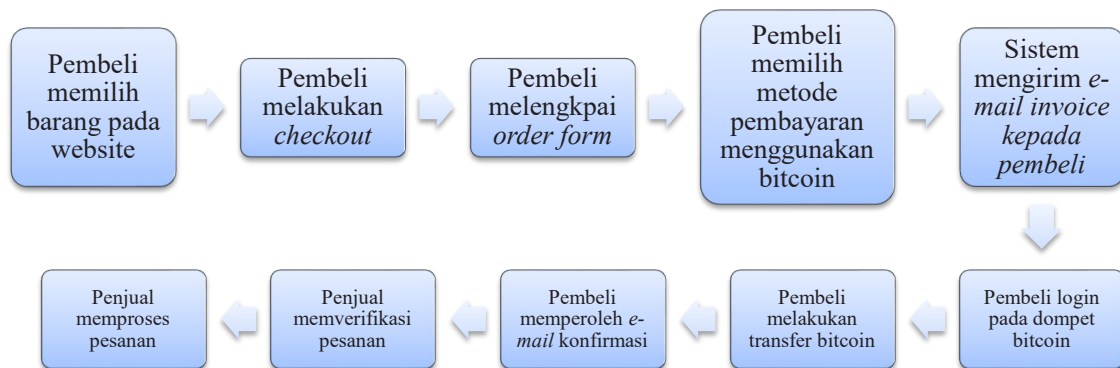 Pembeli
memilih
barang pada
website
Pembeli
melakukan
checkout
Pembeli
melengkpai
order form
Pembeli
memilih
metode
pembayaran
menggunakan
bitcoin
Sistem
mengirim e-
mail invoice
kepada
pembeli
Pembeli login
pada dompet
bitcoin
Pembeli
melakukan
transfer bitcoin
Pembeli
memperoleh e-
mail konfirmasi
Penjual
memverifikasi
pesanan
Penjual
memproses
pesanan